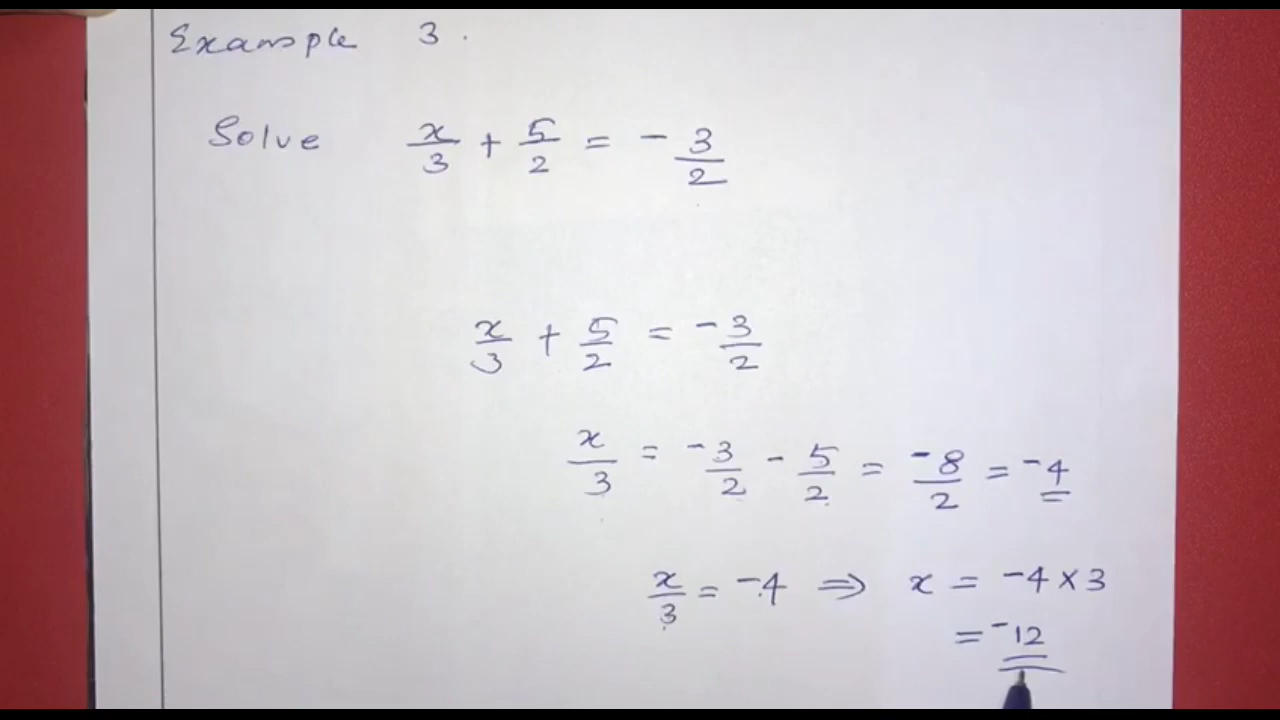 Example 3.
Solve x/3 + 5/2 = - 3/2
x/3 + 5/2 = -3/2
x/3 = -3/2 - 5/2 = -8/2 = -4
x/3 = -4 ⇒ x = -4 × 3
= -12